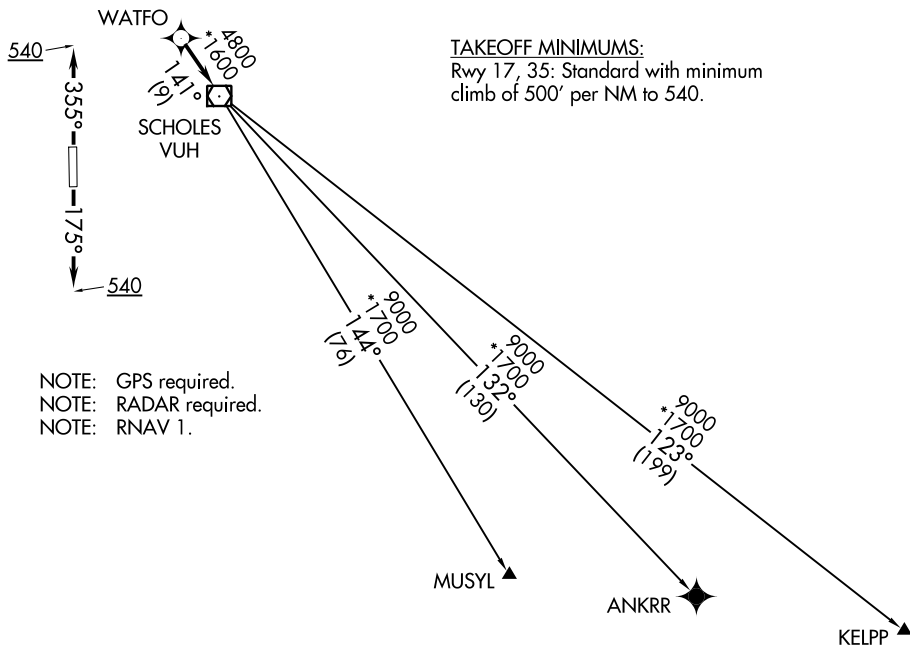 WATFO
540
355°
175°
540
4800
*1600
141°
(9)
SCHOLES
VUH
TAKEOFF MINIMUMS:
Rwy 17, 35: Standard with minimum
climb of 500' per NM to 540.
NOTE: GPS required.
NOTE: RADAR required.
NOTE: RNAV 1.
9000
*1700
144°
(76)
9000
*1700
132°
(130)
9000
*1700
123°
(199)
MUSYL
ANKRR
KELPP